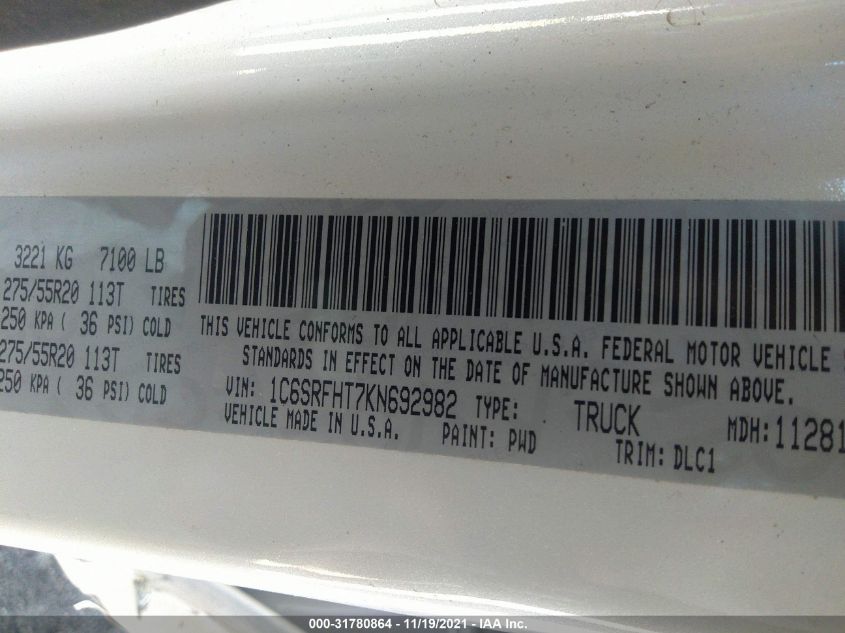 3221 KG 7100 LB
275/55R20 113T TIRES
250 KPA ( 36 PSI) COLD
275/55R20 113T TIRES
250 KPA ( 36 PSI) COLD
THIS VEHICLE CONFORMS TO ALL APPLICABLE U.S.A. FEDERAL MOTOR VEHICLE
STANDARDS IN EFFECT ON THE DATE OF MANUFACTURE SHOWN ABOVE.
VIN: 1C6SRFHT7KN692982 TYPE: TRUCK MDH: 11281
VEHICLE MADE IN U.S.A. PAINT: PWD TRIM: DLC1
000-31780864 - 11/19/2021 - IAA Inc.